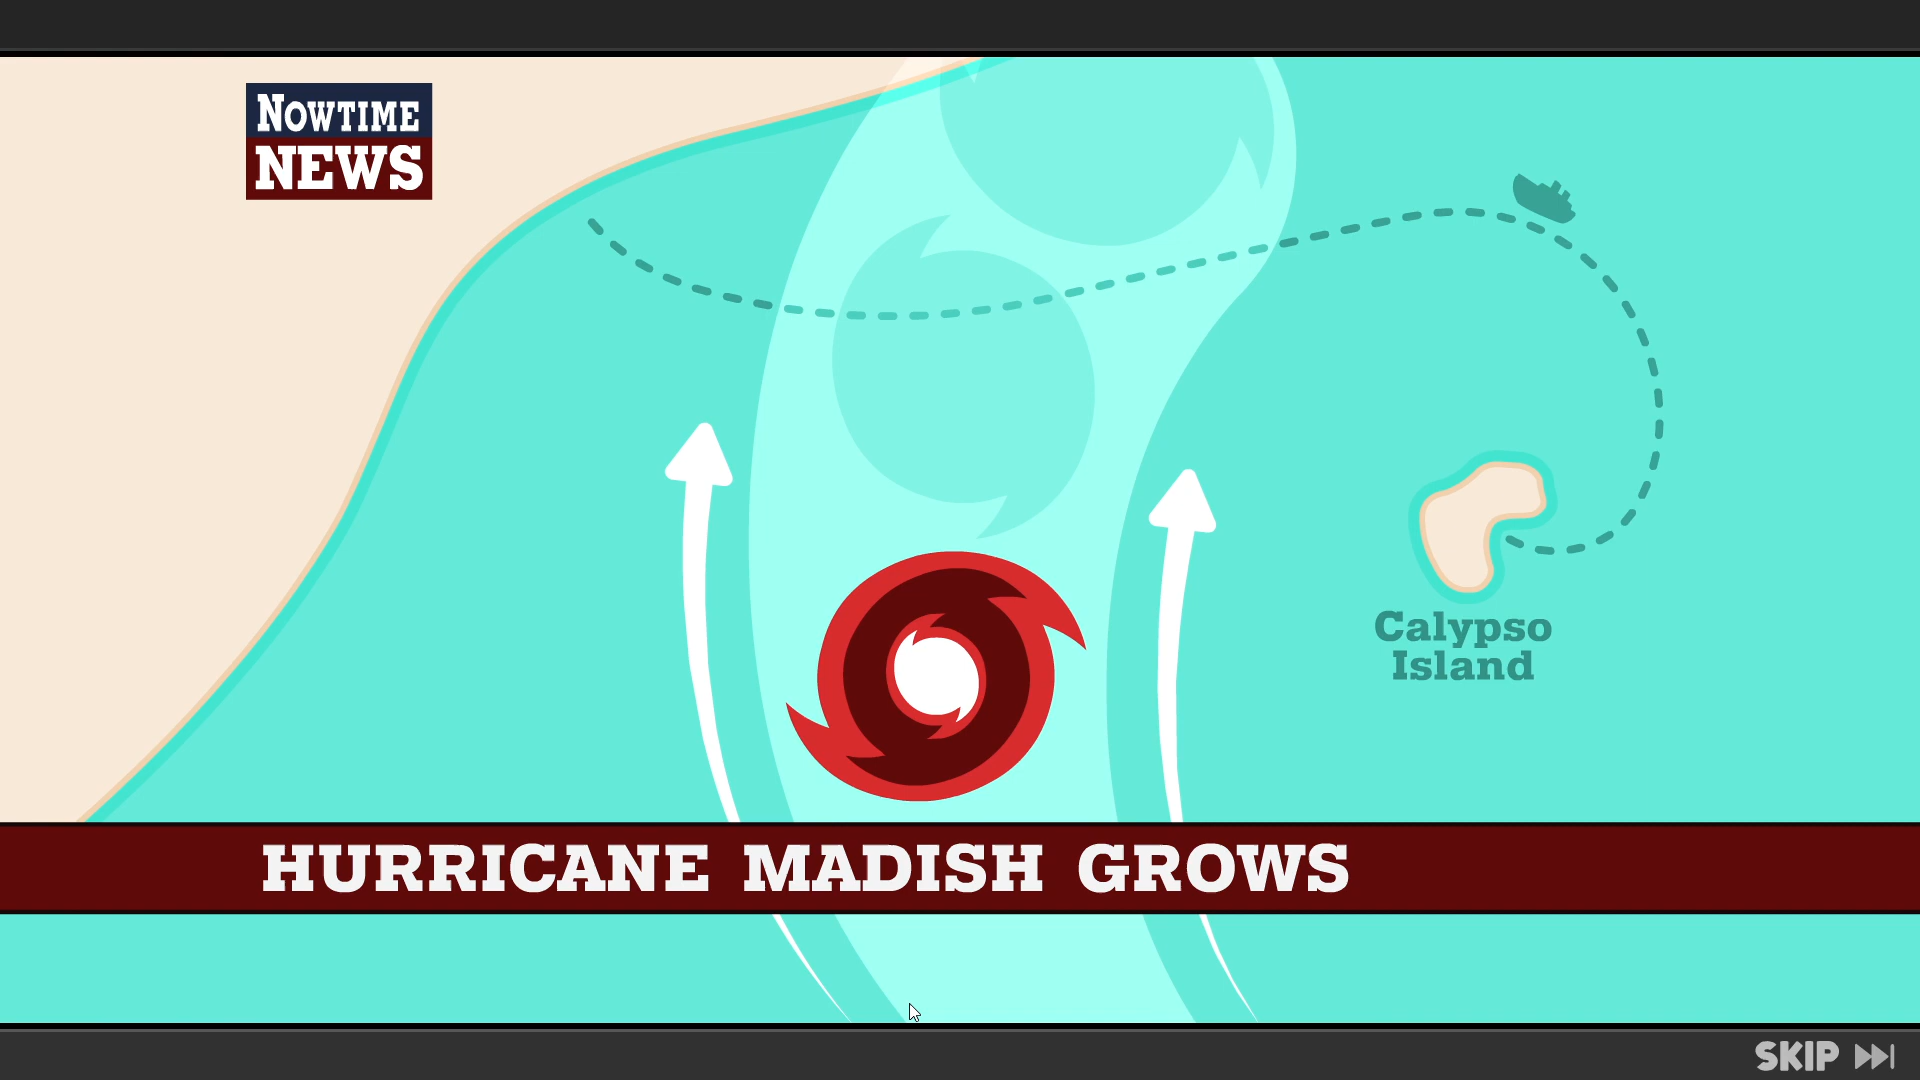 NOWTIME
NEWS
Calypso
Island
HURRICANE MADISH GROWS
SKIP